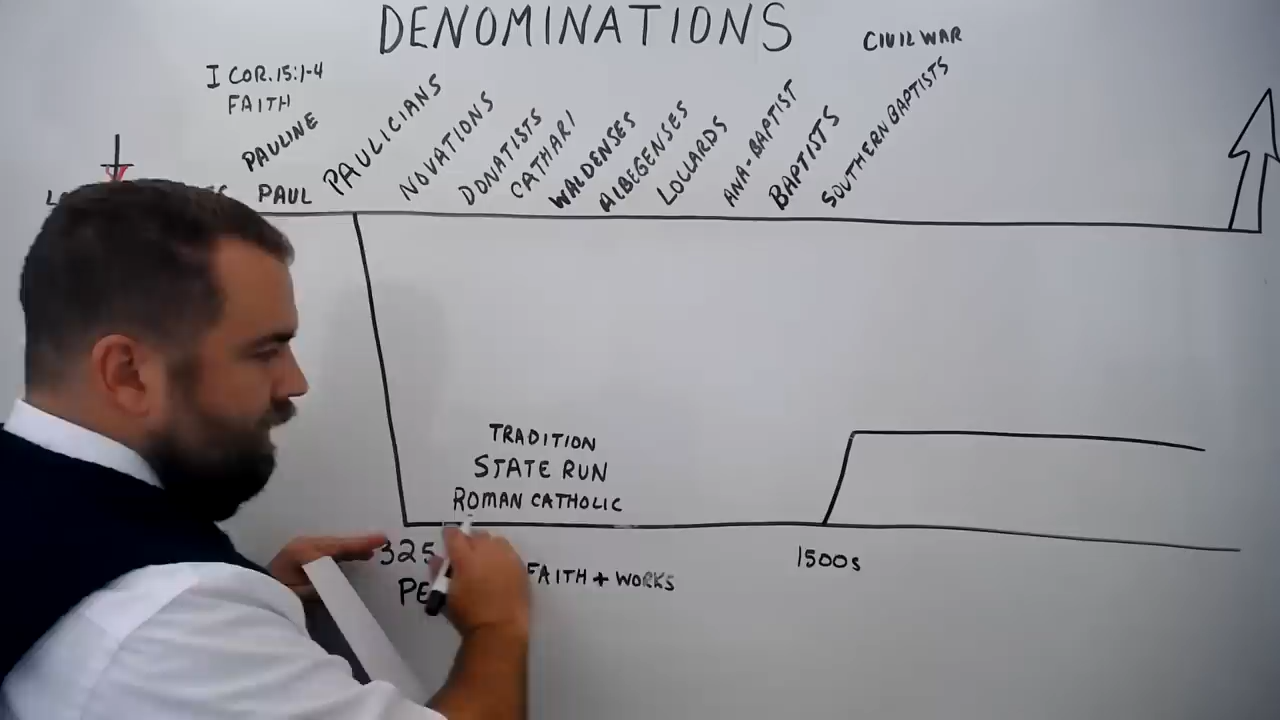 DENOMINATIONS
CIVIL WAR
I COR. 15:1-4
FAITH
PAULINE
PAUL
PAULICIANS
NOVATIONS
DONATISTS
CATHARI
WALDENSES
AlBEGENSES
LOLLARDS
ANA-BAPTIST
BAPTISTS
SOUTHERN BAPTISTS
TRADITION
STATE RUN
ROMAN CATHOLIC
325
1500s
FAITH + WORKS